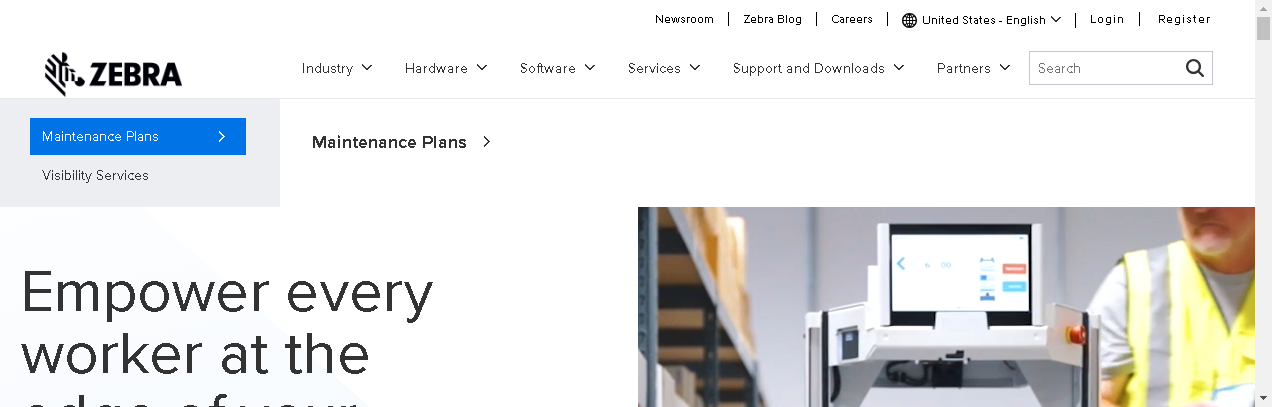 Newsroom Zebra Blog Careers United States - English Login Register
ZEBRA Industry Hardware Software Services Support and Downloads Partners Search
Maintenance Plans
Maintenance Plans
Visibility Services
Empower every
worker at the